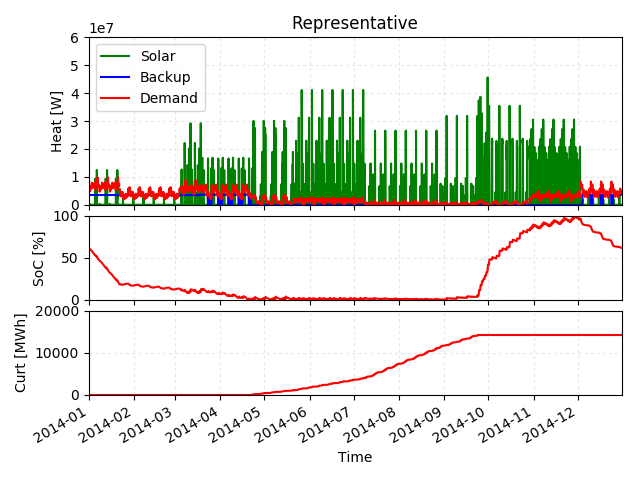 Representative
1e7
Solar
Backup
Demand
Heat [W]
6
5
4
3
2
1
0
SoC [%]
100
50
0
Curt [MWh]
20000
10000
0
2014-01
2014-02
2014-03
2014-04
2014-05
2014-06
2014-07
2014-08
2014-09
2014-10
2014-11
2014-12
Time